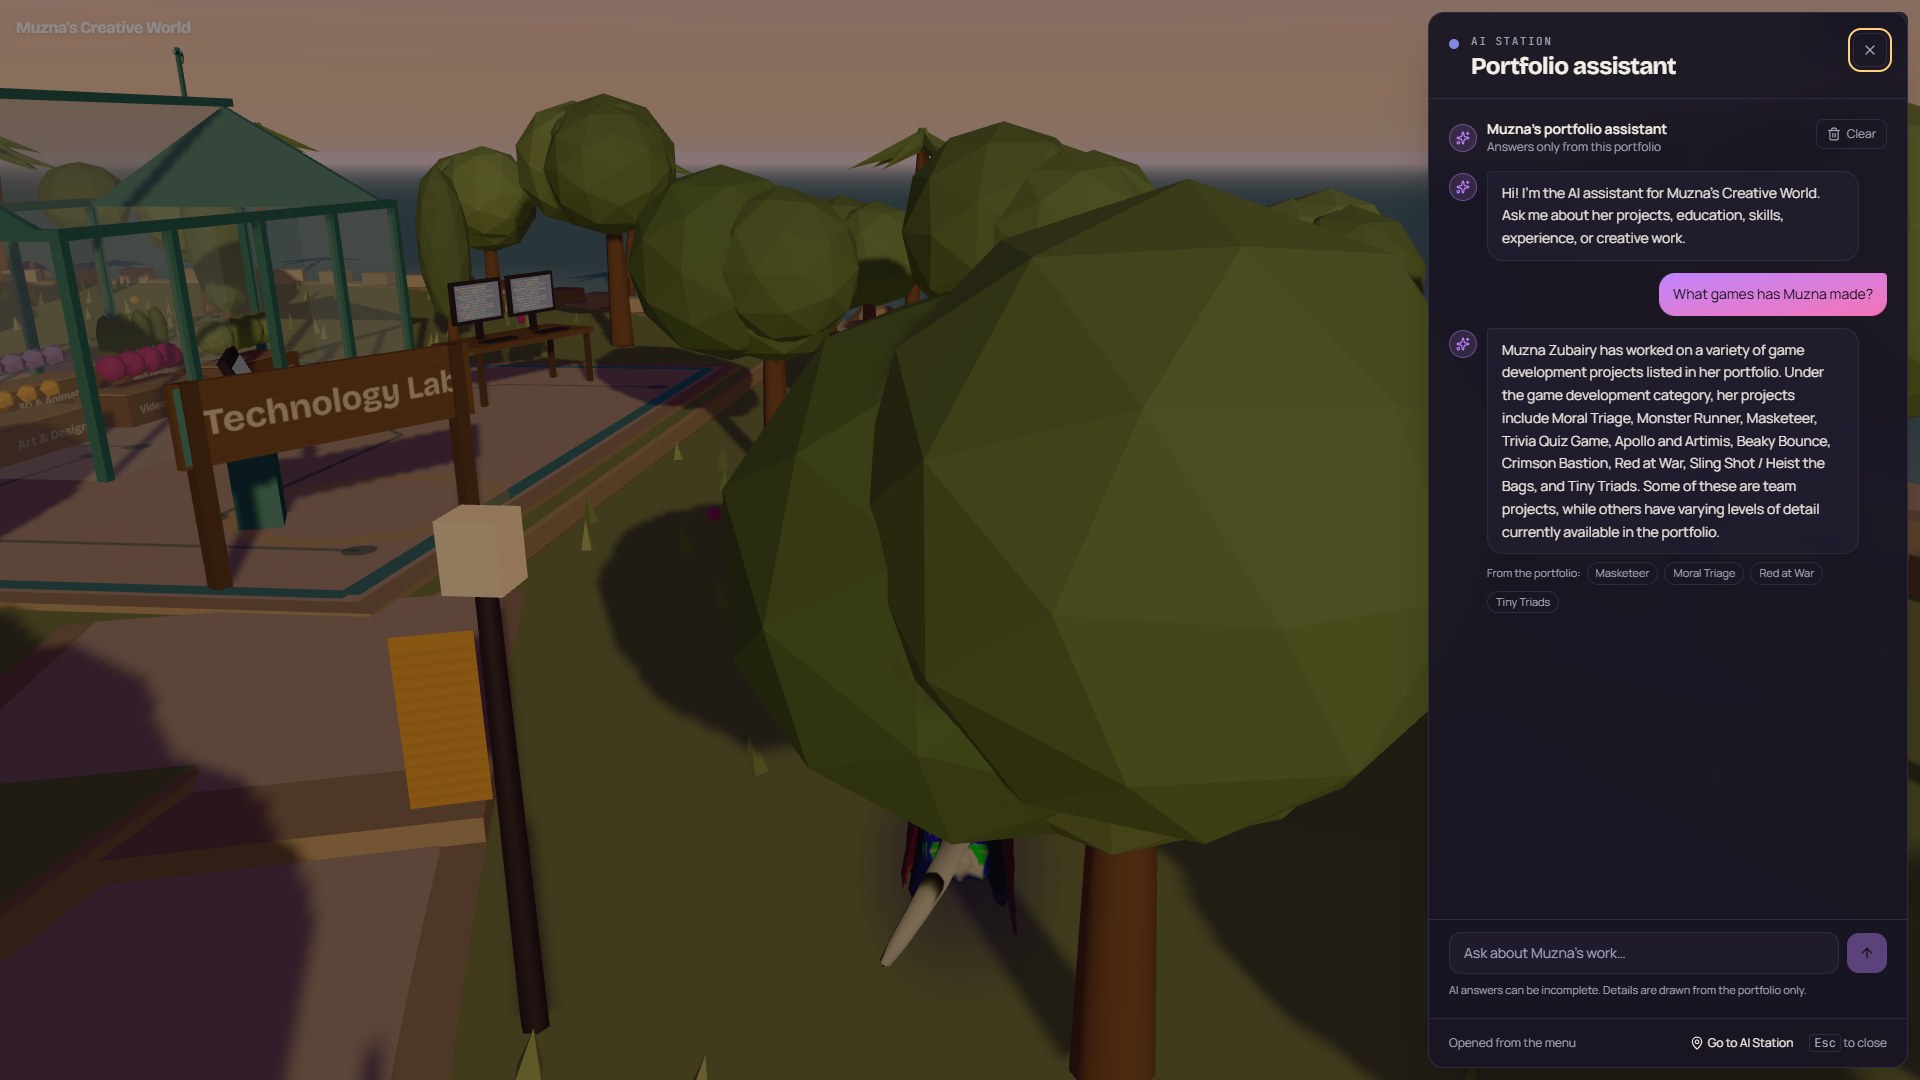 Muzna's Creative World
Technology Lab
Art & Design
Video
AI STATION
Portfolio assistant
Muzna's portfolio assistant
Answers only from this portfolio
Clear
Hi! I'm the AI assistant for Muzna's Creative World.
Ask me about her projects, education, skills,
experience, or creative work.
What games has Muzna made?
Muzna Zubairy has worked on a variety of game
development projects listed in her portfolio. Under
the game development category, her projects
include Moral Triage, Monster Runner, Masketeer,
Trivia Quiz Game, Apollo and Artimis, Beaky Bounce,
Crimson Bastion, Red at War, Sling Shot / Heist the
Bags, and Tiny Triads. Some of these are team
projects, while others have varying levels of detail
currently available in the portfolio.
From the portfolio: Masketeer Moral Triage Red at War
Tiny Triads
Ask about Muzna's work...
AI answers can be incomplete. Details are drawn from the portfolio only.
Opened from the menu Go to AI Station Esc to close